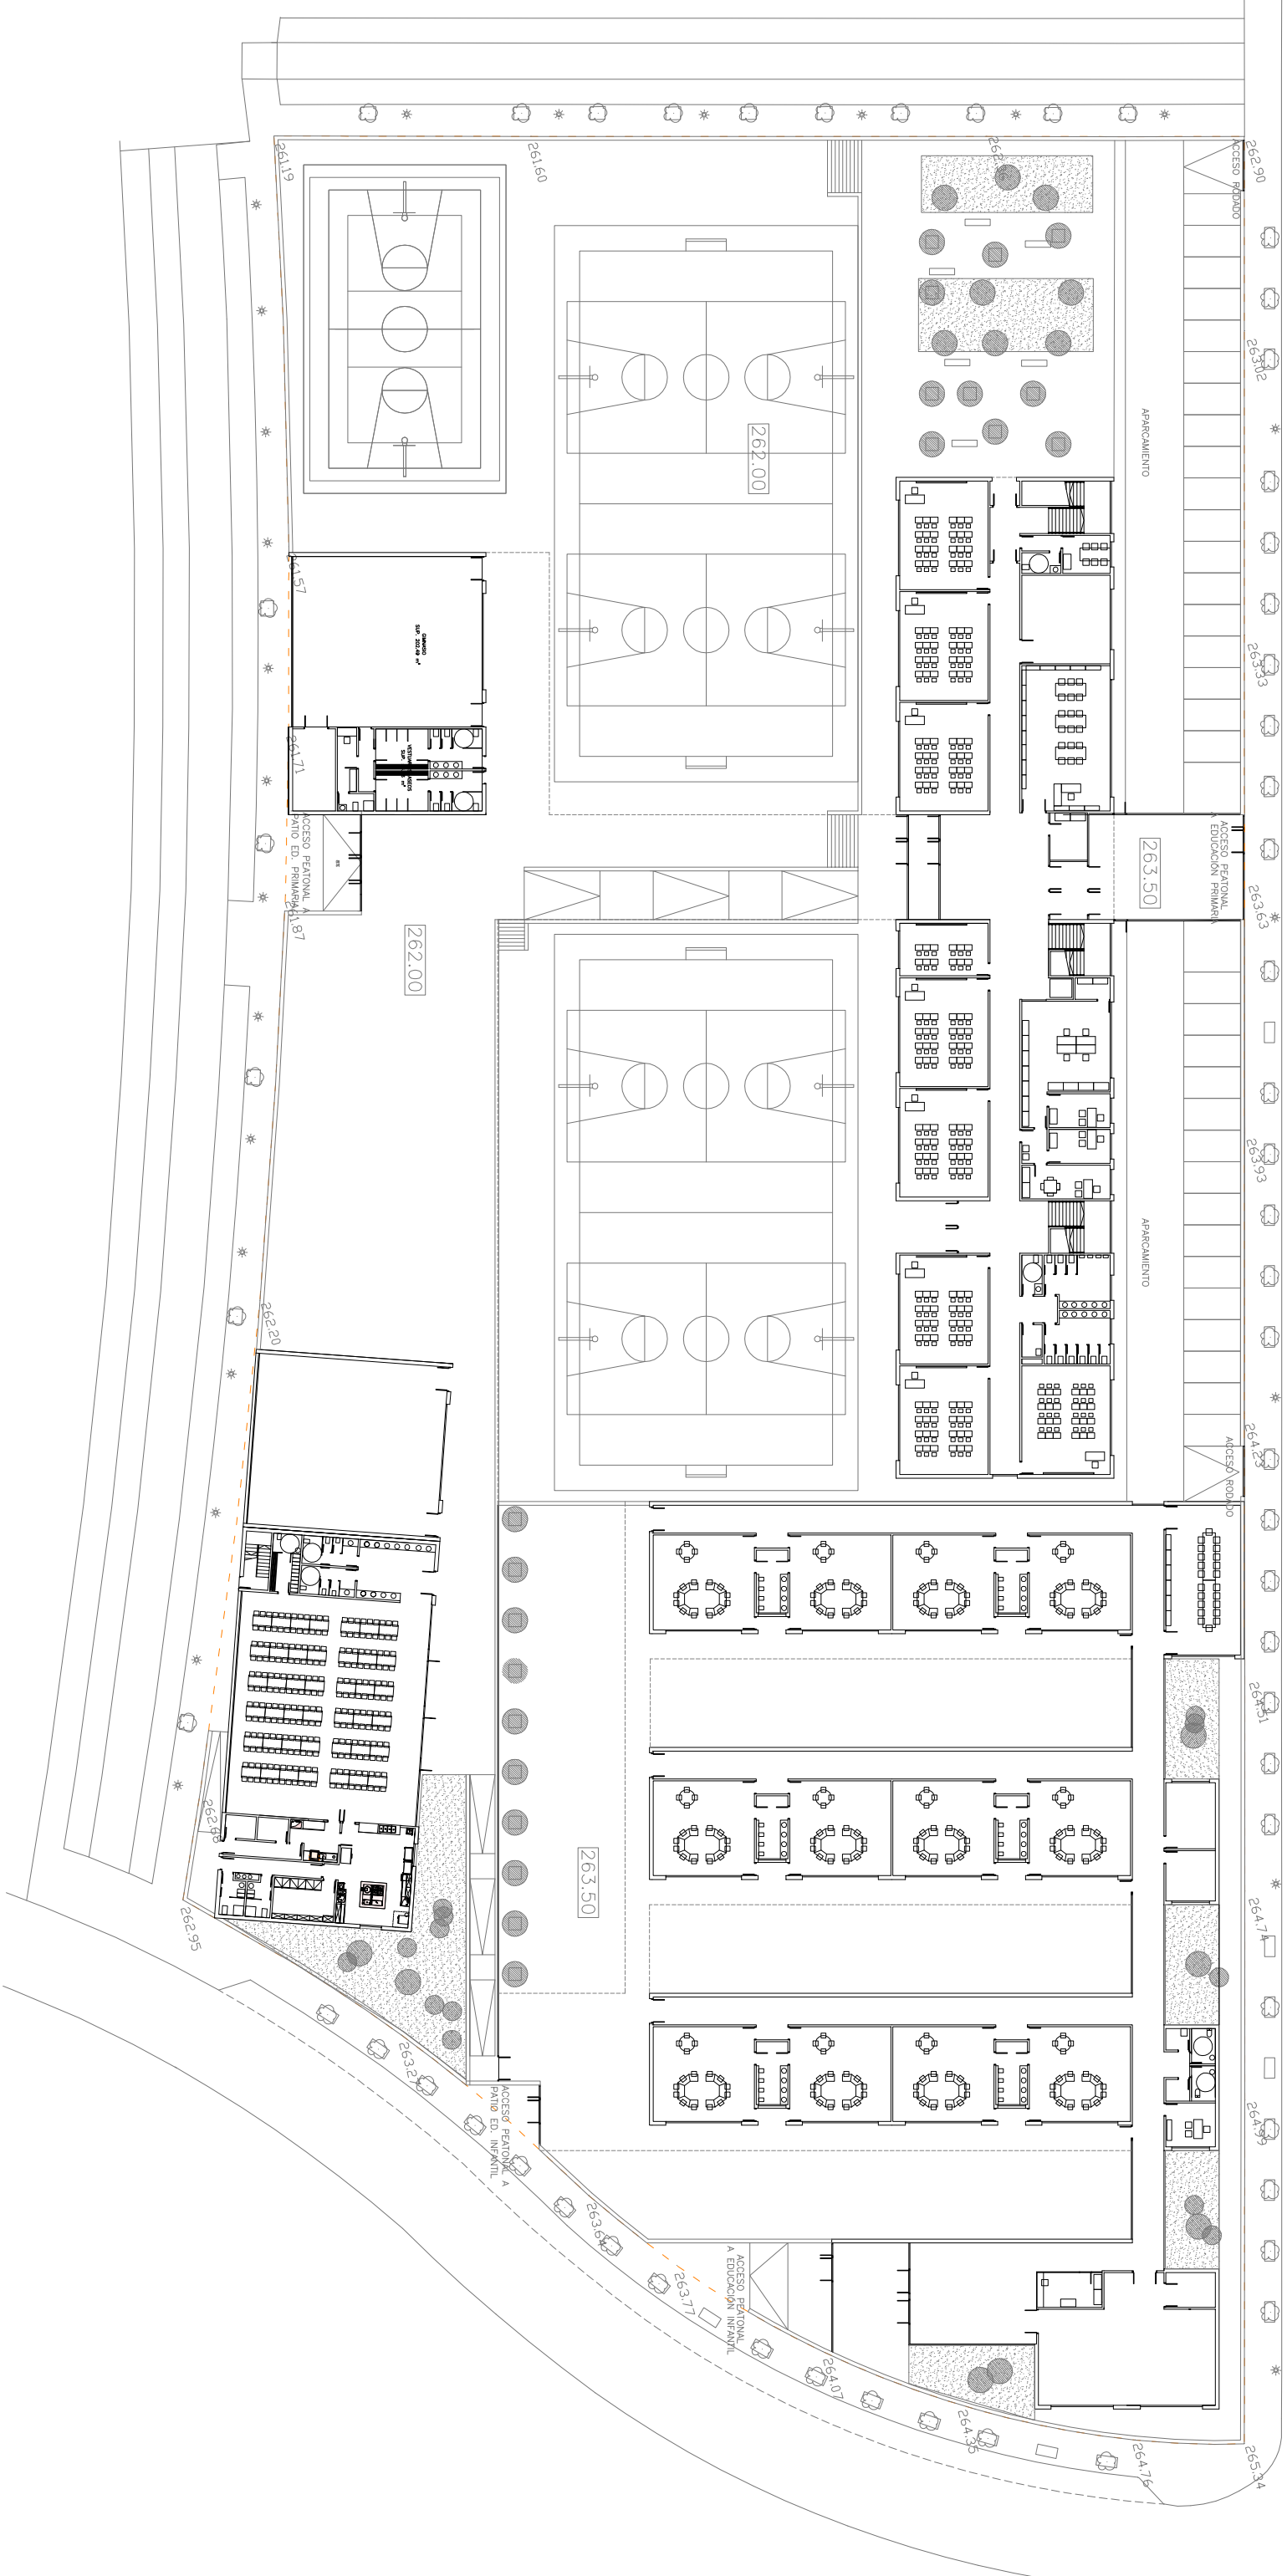 262.90
ACCESO RODADO
261.19
261.60
263.02
APARCAMIENTO
262.00
263.33
261.57
GIMNASIO
SUP. 202.49 m²
261.71
ACCESO PEATONAL
A EDUCACIÓN PRIMARIA
263.50
263.63
ACCESO PEATONAL A
PATIO ED. PRIMARIA
261.87
262.00
263.93
APARCAMIENTO
262.20
264.23
ACCESO RODADO
264.51
263.50
264.74
262.95
264.99
ACCESO PEATONAL A
PATIO ED. INFANTIL
263.64
263.77
ACCESO PEATONAL
A EDUCACIÓN INFANTIL
264.07
264.35
264.76
265.34